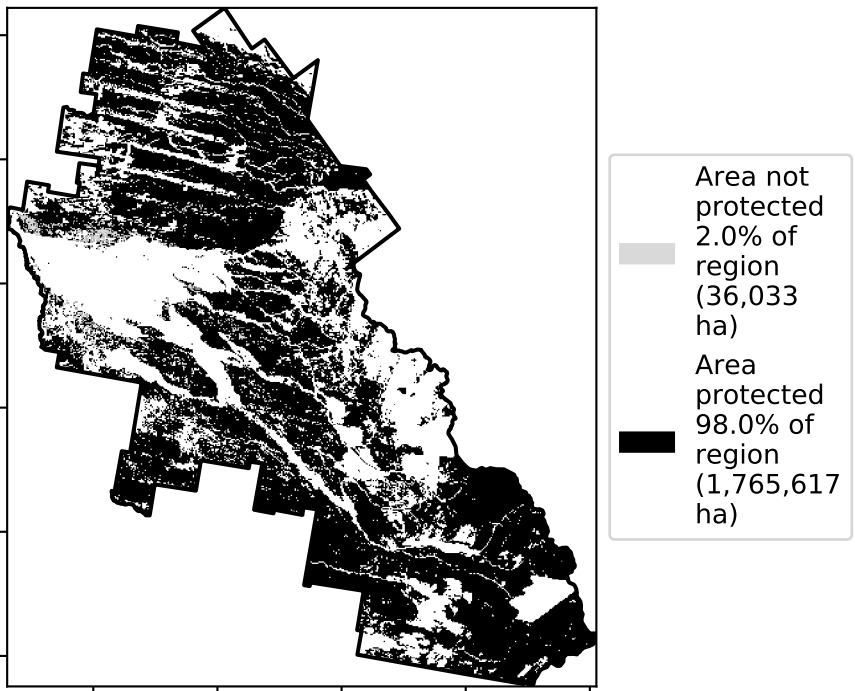 Area not
protected
2.0% of
region
(36,033
ha)
Area
protected
98.0% of
region
(1,765,617
ha)